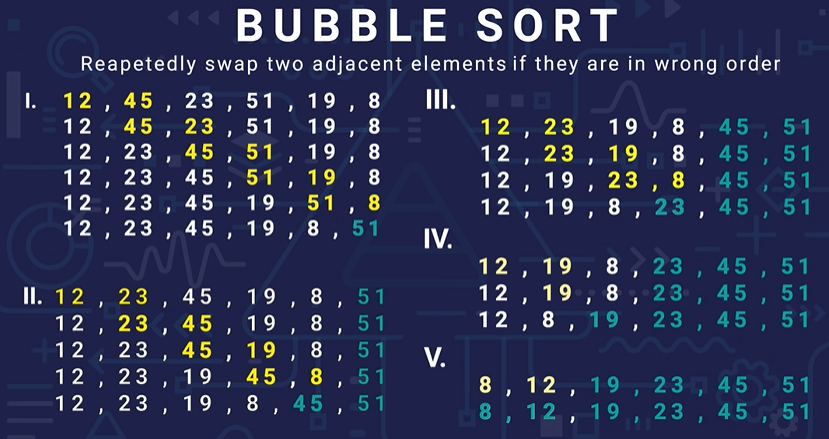 BUBBLE SORT
Reapetedly swap two adjacent elements if they are in wrong order
I. 12 , 45 , 23 , 51 , 19 , 8
12 , 45 , 23 , 51 , 19 , 8
12 , 23 , 45 , 51 , 19 , 8
12 , 23 , 45 , 51 , 19 , 8
12 , 23 , 45 , 19 , 51 , 8
12 , 23 , 45 , 19 , 8 , 51
II. 12 , 23 , 45 , 19 , 8 , 51
12 , 23 , 45 , 19 , 8 , 51
12 , 23 , 45 , 19 , 8 , 51
12 , 23 , 19 , 45 , 8 , 51
12 , 23 , 19 , 8 , 45 , 51
III.
12 , 23 , 19 , 8 , 45 , 51
12 , 23 , 19 , 8 , 45 , 51
12 , 19 , 23 , 8 , 45 , 51
12 , 19 , 8 , 23 , 45 , 51
IV.
12 , 19 , 8 , 23 , 45 , 51
12 , 19 , 8 , 23 , 45 , 51
12 , 8 , 19 , 23 , 45 , 51
V.
8 , 12 , 19 , 23 , 45 , 51
8 , 12 , 19 , 23 , 45 , 51